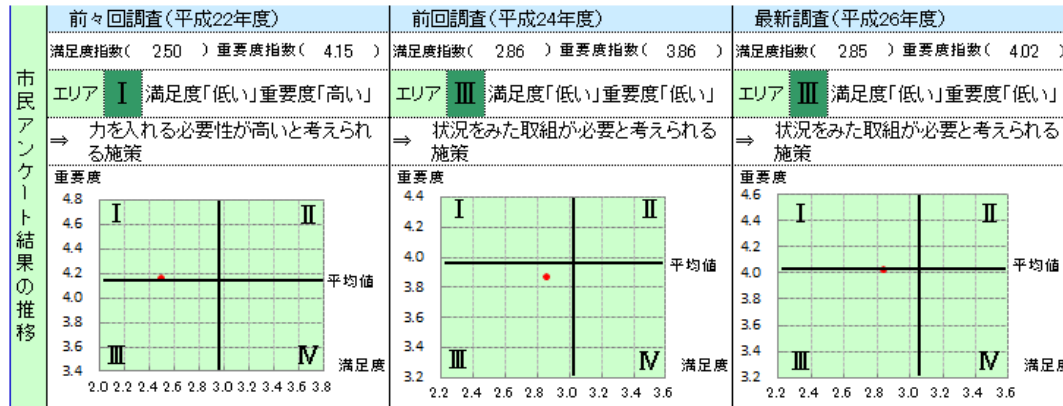 市民アンケート結果の推移
前々回調査(平成22年度)
満足度指数( 2.50 )重要度指数( 4.15 )
エリア Ⅰ 満足度「低い」重要度「高い」
⇒ 力を入れる必要性が高いと考えられ
る施策
重要度
4.8
4.6
4.4
4.2
4.0
3.8
3.6
3.4
Ⅰ Ⅱ
平均値
Ⅲ Ⅳ
満足度
2.0 2.2 2.4 2.6 2.8 3.0 3.2 3.4 3.6 3.8
前回調査(平成24年度)
満足度指数( 2.86 )重要度指数( 3.86 )
エリア Ⅲ 満足度「低い」重要度「低い」
⇒ 状況をみた取組が必要と考えられる
施策
重要度
4.4
4.2
4.0
3.8
3.6
3.4
3.2
Ⅰ Ⅱ
平均値
Ⅲ Ⅳ
満足度
2.2 2.4 2.6 2.8 3.0 3.2 3.4 3.6
最新調査(平成26年度)
満足度指数( 2.85 )重要度指数( 4.02 )
エリア Ⅲ 満足度「低い」重要度「低い」
⇒ 状況をみた取組が必要と考えられる
施策
重要度
4.6
4.4
4.2
4.0
3.8
3.6
3.4
3.2
Ⅰ Ⅱ
平均値
Ⅲ Ⅳ
満足度
2.2 2.4 2.6 2.8 3.0 3.2 3.4 3.6